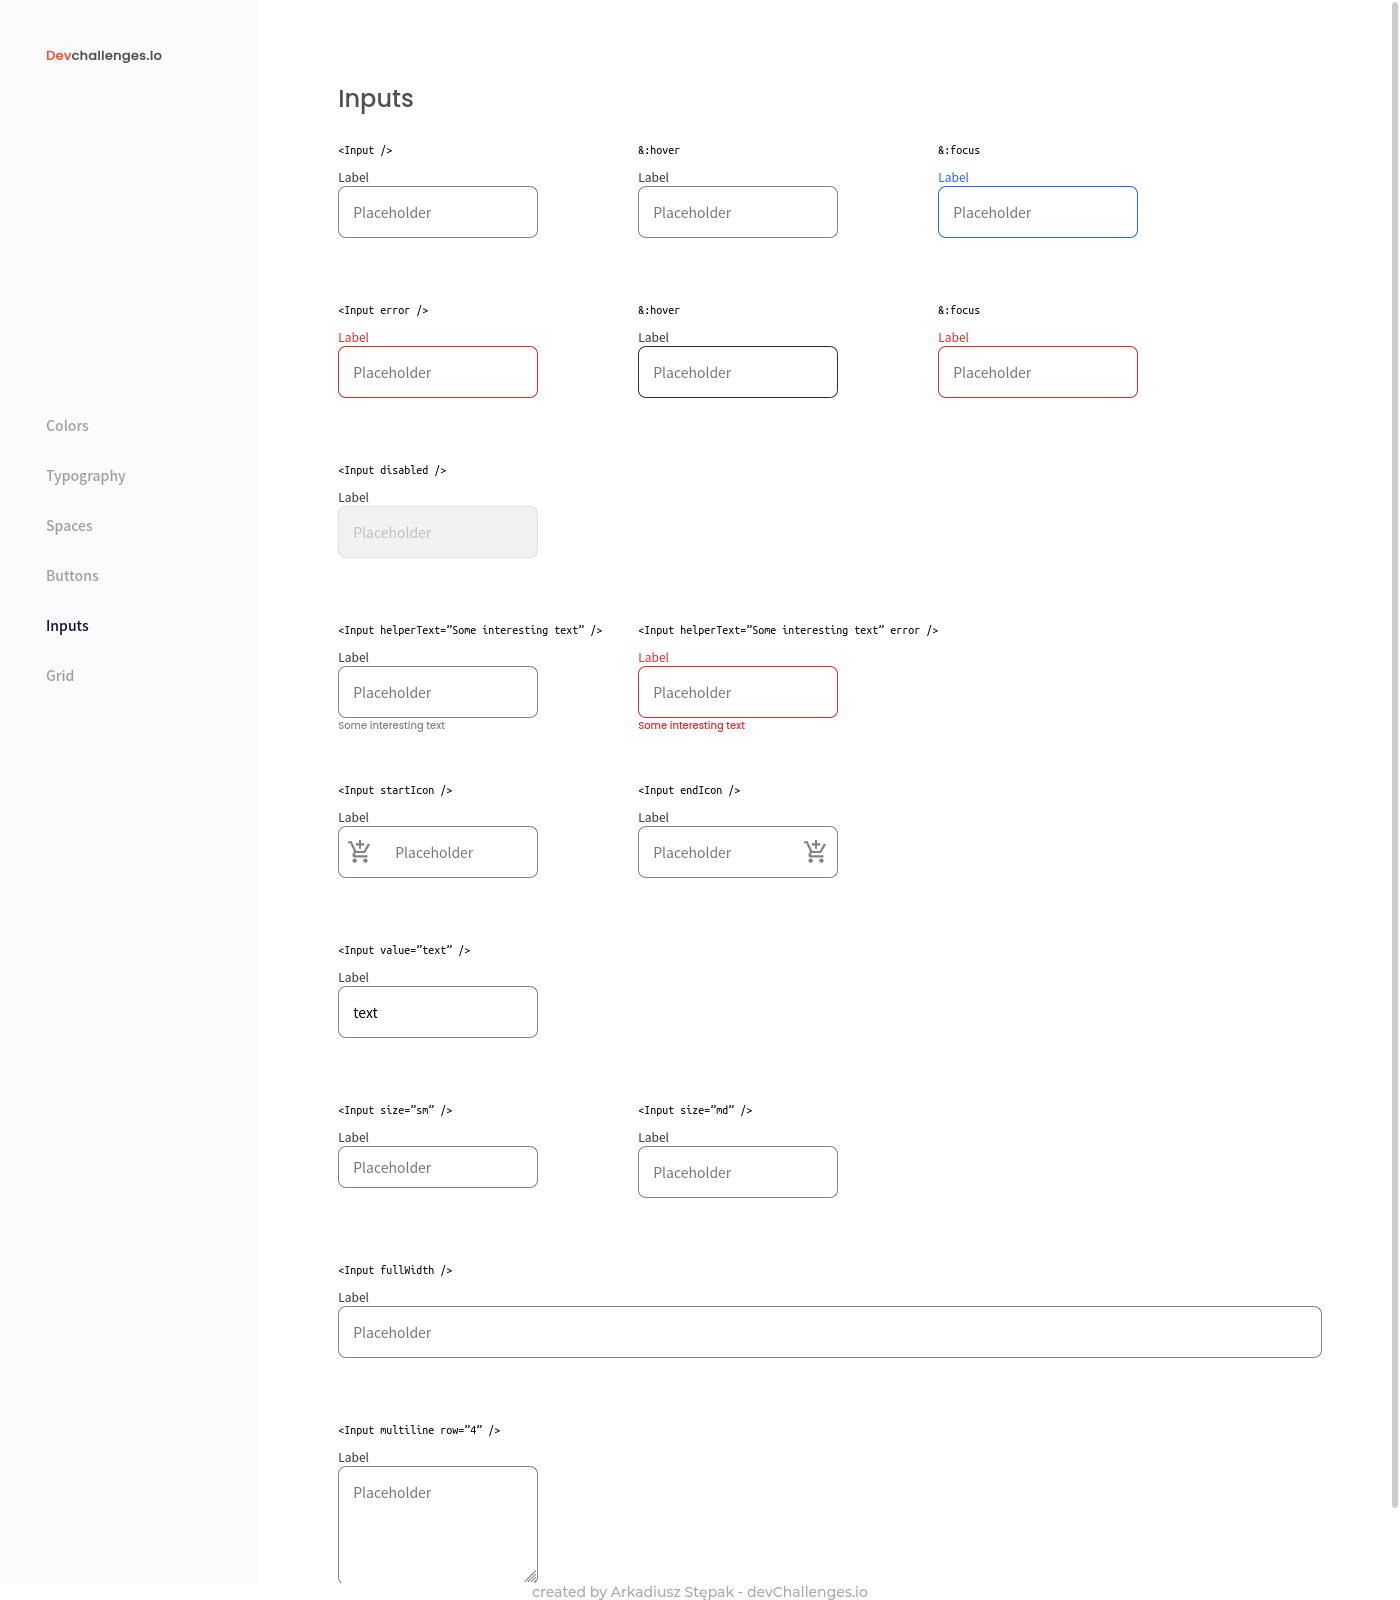 Devchallenges.io
Colors
Typography
Spaces
Buttons
Inputs
Grid
Inputs
<Input />
&:hover
&:focus
Label
Label
Label
Placeholder
Placeholder
Placeholder
<Input error />
&:hover
&:focus
Label
Label
Label
Placeholder
Placeholder
Placeholder
<Input disabled />
Label
Placeholder
<Input helperText=”Some interesting text” />
<Input helperText=”Some interesting text” error />
Label
Label
Placeholder
Placeholder
Some interesting text
Some interesting text
<Input startIcon />
<Input endIcon />
Label
Label
Placeholder
Placeholder
<Input value=”text” />
Label
text
<Input size=”sm” />
<Input size=”md” />
Label
Label
Placeholder
Placeholder
<Input fullWidth />
Label
Placeholder
<Input multiline row=”4” />
Label
Placeholder
created by Arkadiusz Stępak - devChallenges.io